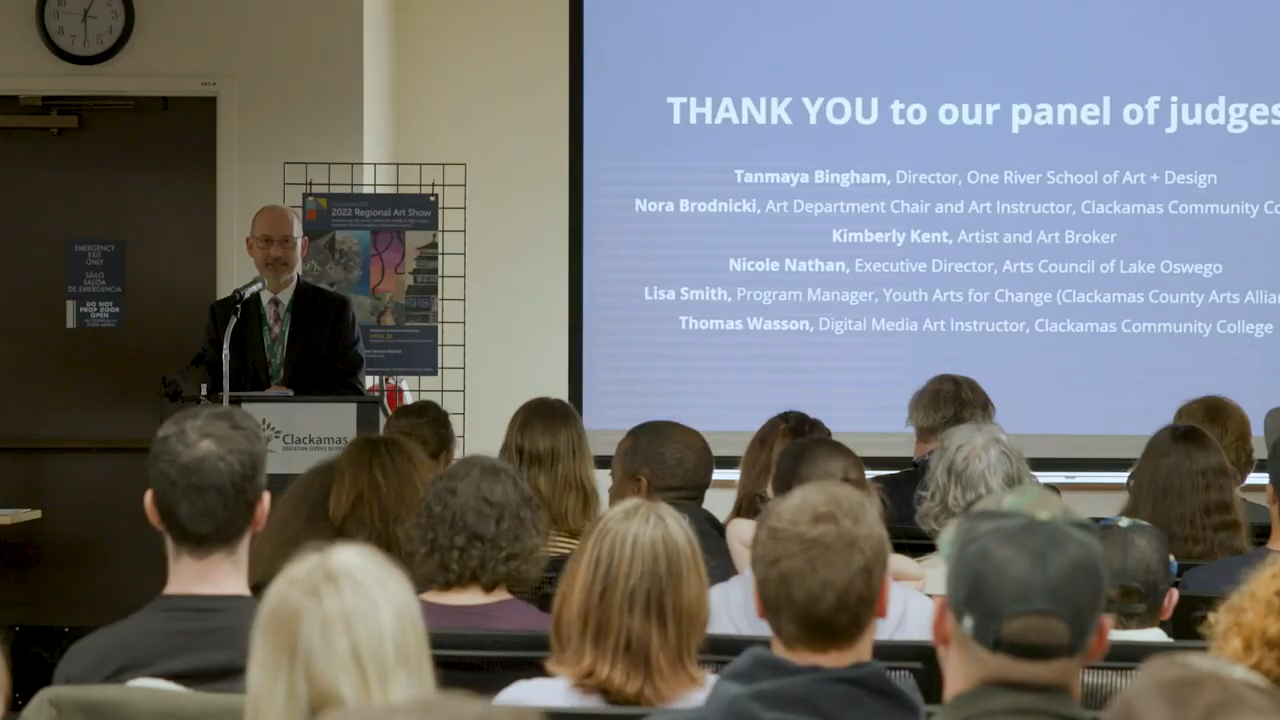 THANK YOU to our panel of judges
Tanmaya Bingham, Director, One River School of Art + Design
Nora Brodnicki, Art Department Chair and Art Instructor, Clackamas Community Co
Kimberly Kent, Artist and Art Broker
Nicole Nathan, Executive Director, Arts Council of Lake Oswego
Lisa Smith, Program Manager, Youth Arts for Change (Clackamas County Arts Allian
Thomas Wasson, Digital Media Art Instructor, Clackamas Community College
2022 Regional Art Show
EMERGENCY
EXIT
ONLY
SÁLIO
SALIDA
DE EMERGENCIA
DO NOT
PROP DOOR
OPEN
Clackamas
EDUCATION SERVICE DISTRICT